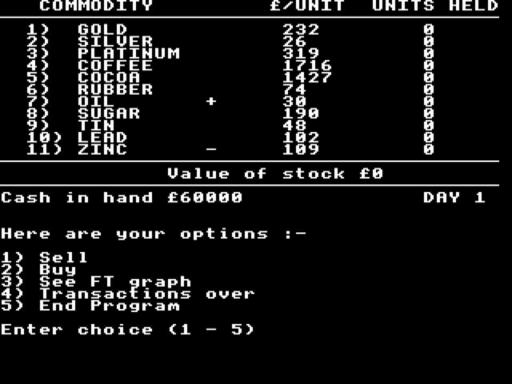 COMMODITY £/UNIT UNITS HELD
1) GOLD 232 0
2) SILVER 26 0
3) PLATINUM 319 0
4) COFFEE 1716 0
5) COCOA 1427 0
6) RUBBER 74 0
7) OIL + 30 0
8) SUGAR 190 0
9) TIN 48 0
10) LEAD 102 0
11) ZINC - 109 0
Value of stock £0
Cash in hand £60000 DAY 1
Here are your options :-
1) Sell
2) Buy
3) See FT graph
4) Transactions over
5) End Program
Enter choice (1 - 5)